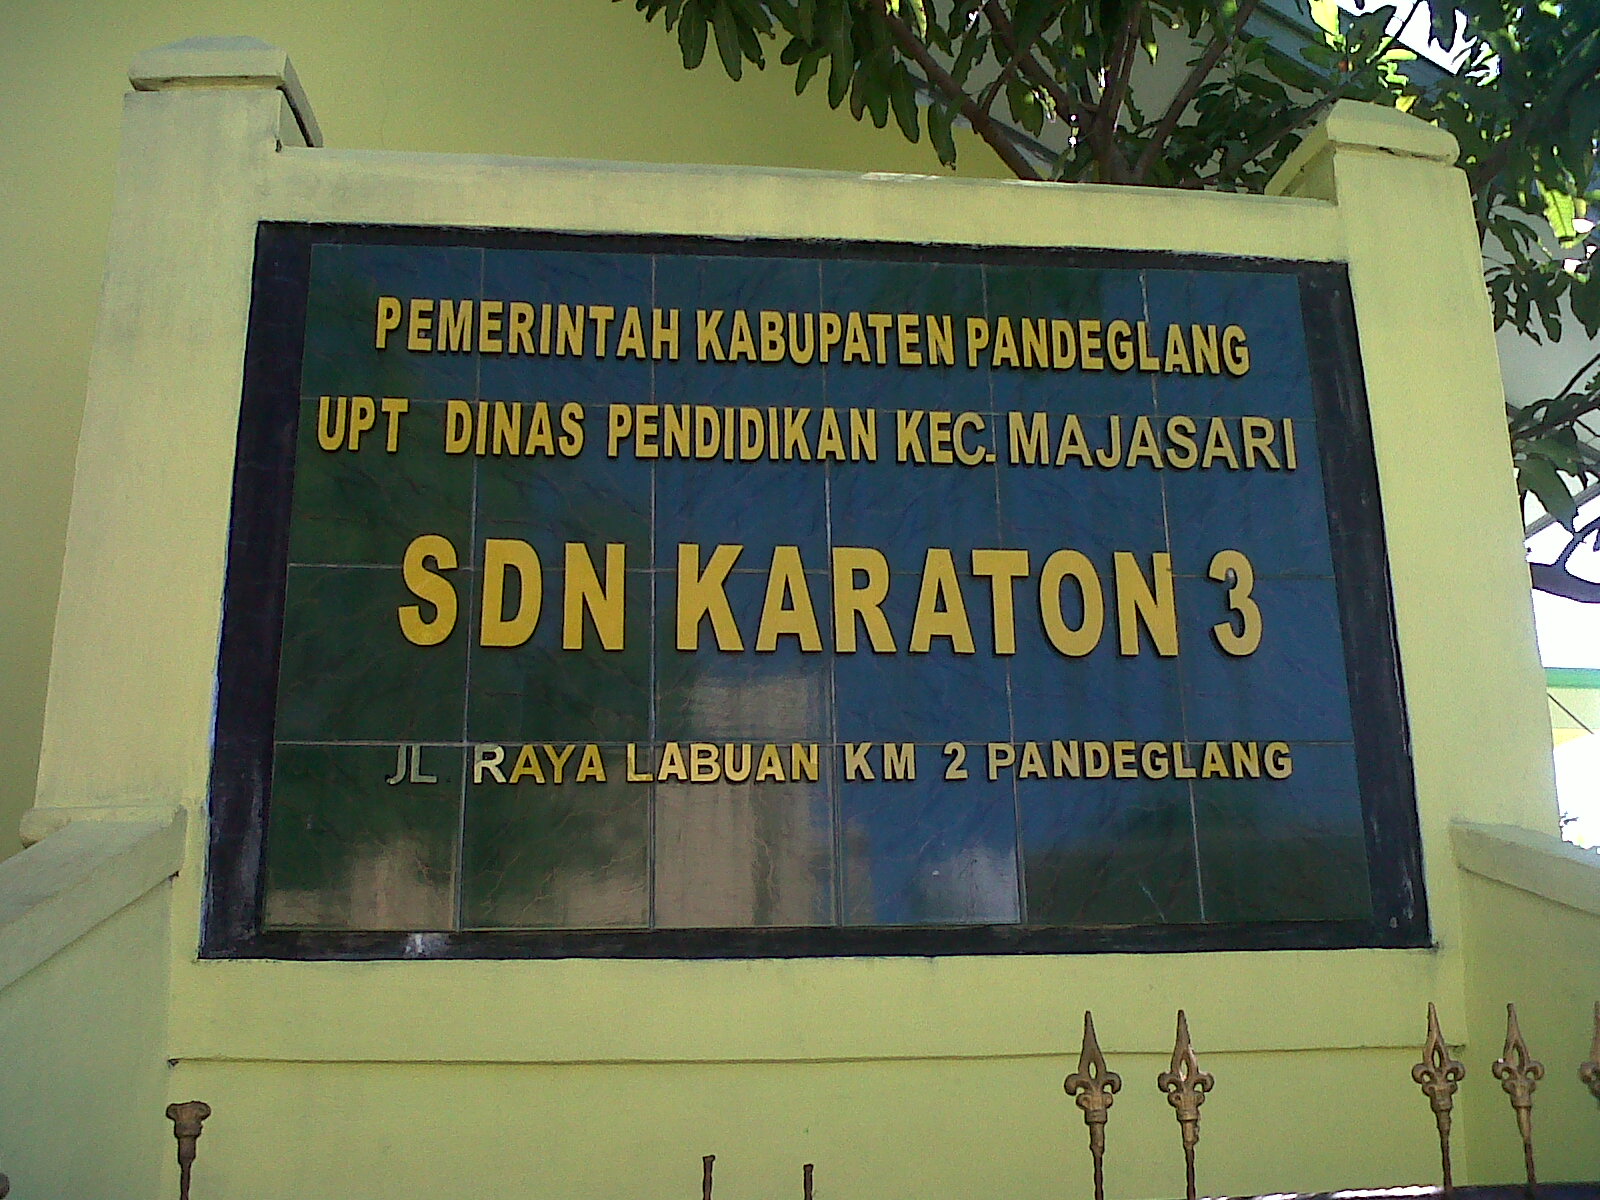 PEMERINTAH KABUPATEN PANDEGLANG
UPT DINAS PENDIDIKAN KEC. MAJASARI
SDN KARATON 3
JL RAYA LABUAN KM 2 PANDEGLANG